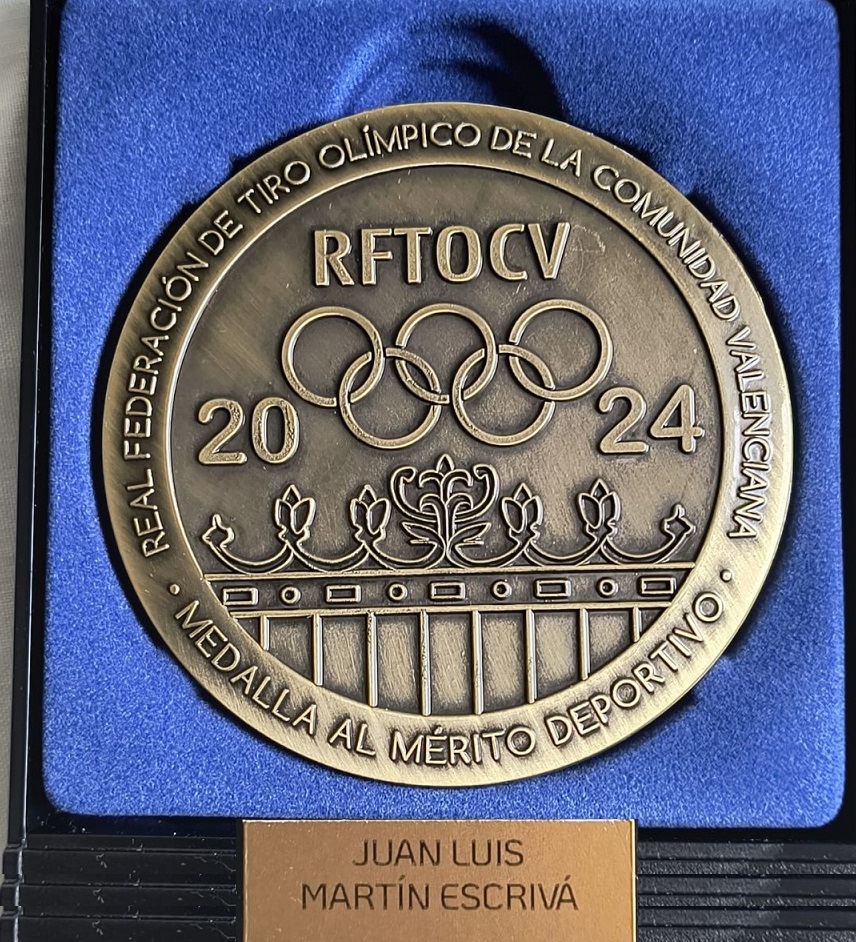 REAL FEDERACIÓN DE TIRO OLÍMPICO DE LA COMUNIDAD VALENCIANA
RFTOCV
20 24
• MEDALLA AL MÉRITO DEPORTIVO •
JUAN LUIS
MARTÍN ESCRIVÁ